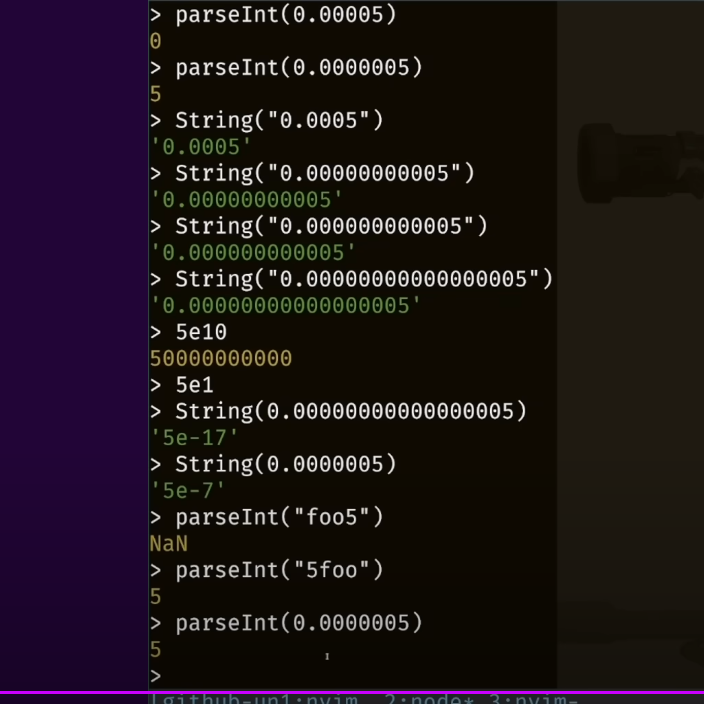 > parseInt(0.00005)
0
> parseInt(0.0000005)
5
> String("0.0005")
'0.0005'
> String("0.00000000005")
'0.00000000005'
> String("0.000000000005")
'0.000000000005'
> String("0.00000000000000005")
'0.00000000000000005'
> 5e10
50000000000
> 5e1
> String(0.00000000000000005)
'5e-17'
> String(0.0000005)
'5e-7'
> parseInt("foo5")
NaN
> parseInt("5foo")
5
> parseInt(0.0000005)
5
>
1:nvim 2:node* 3:nvim-